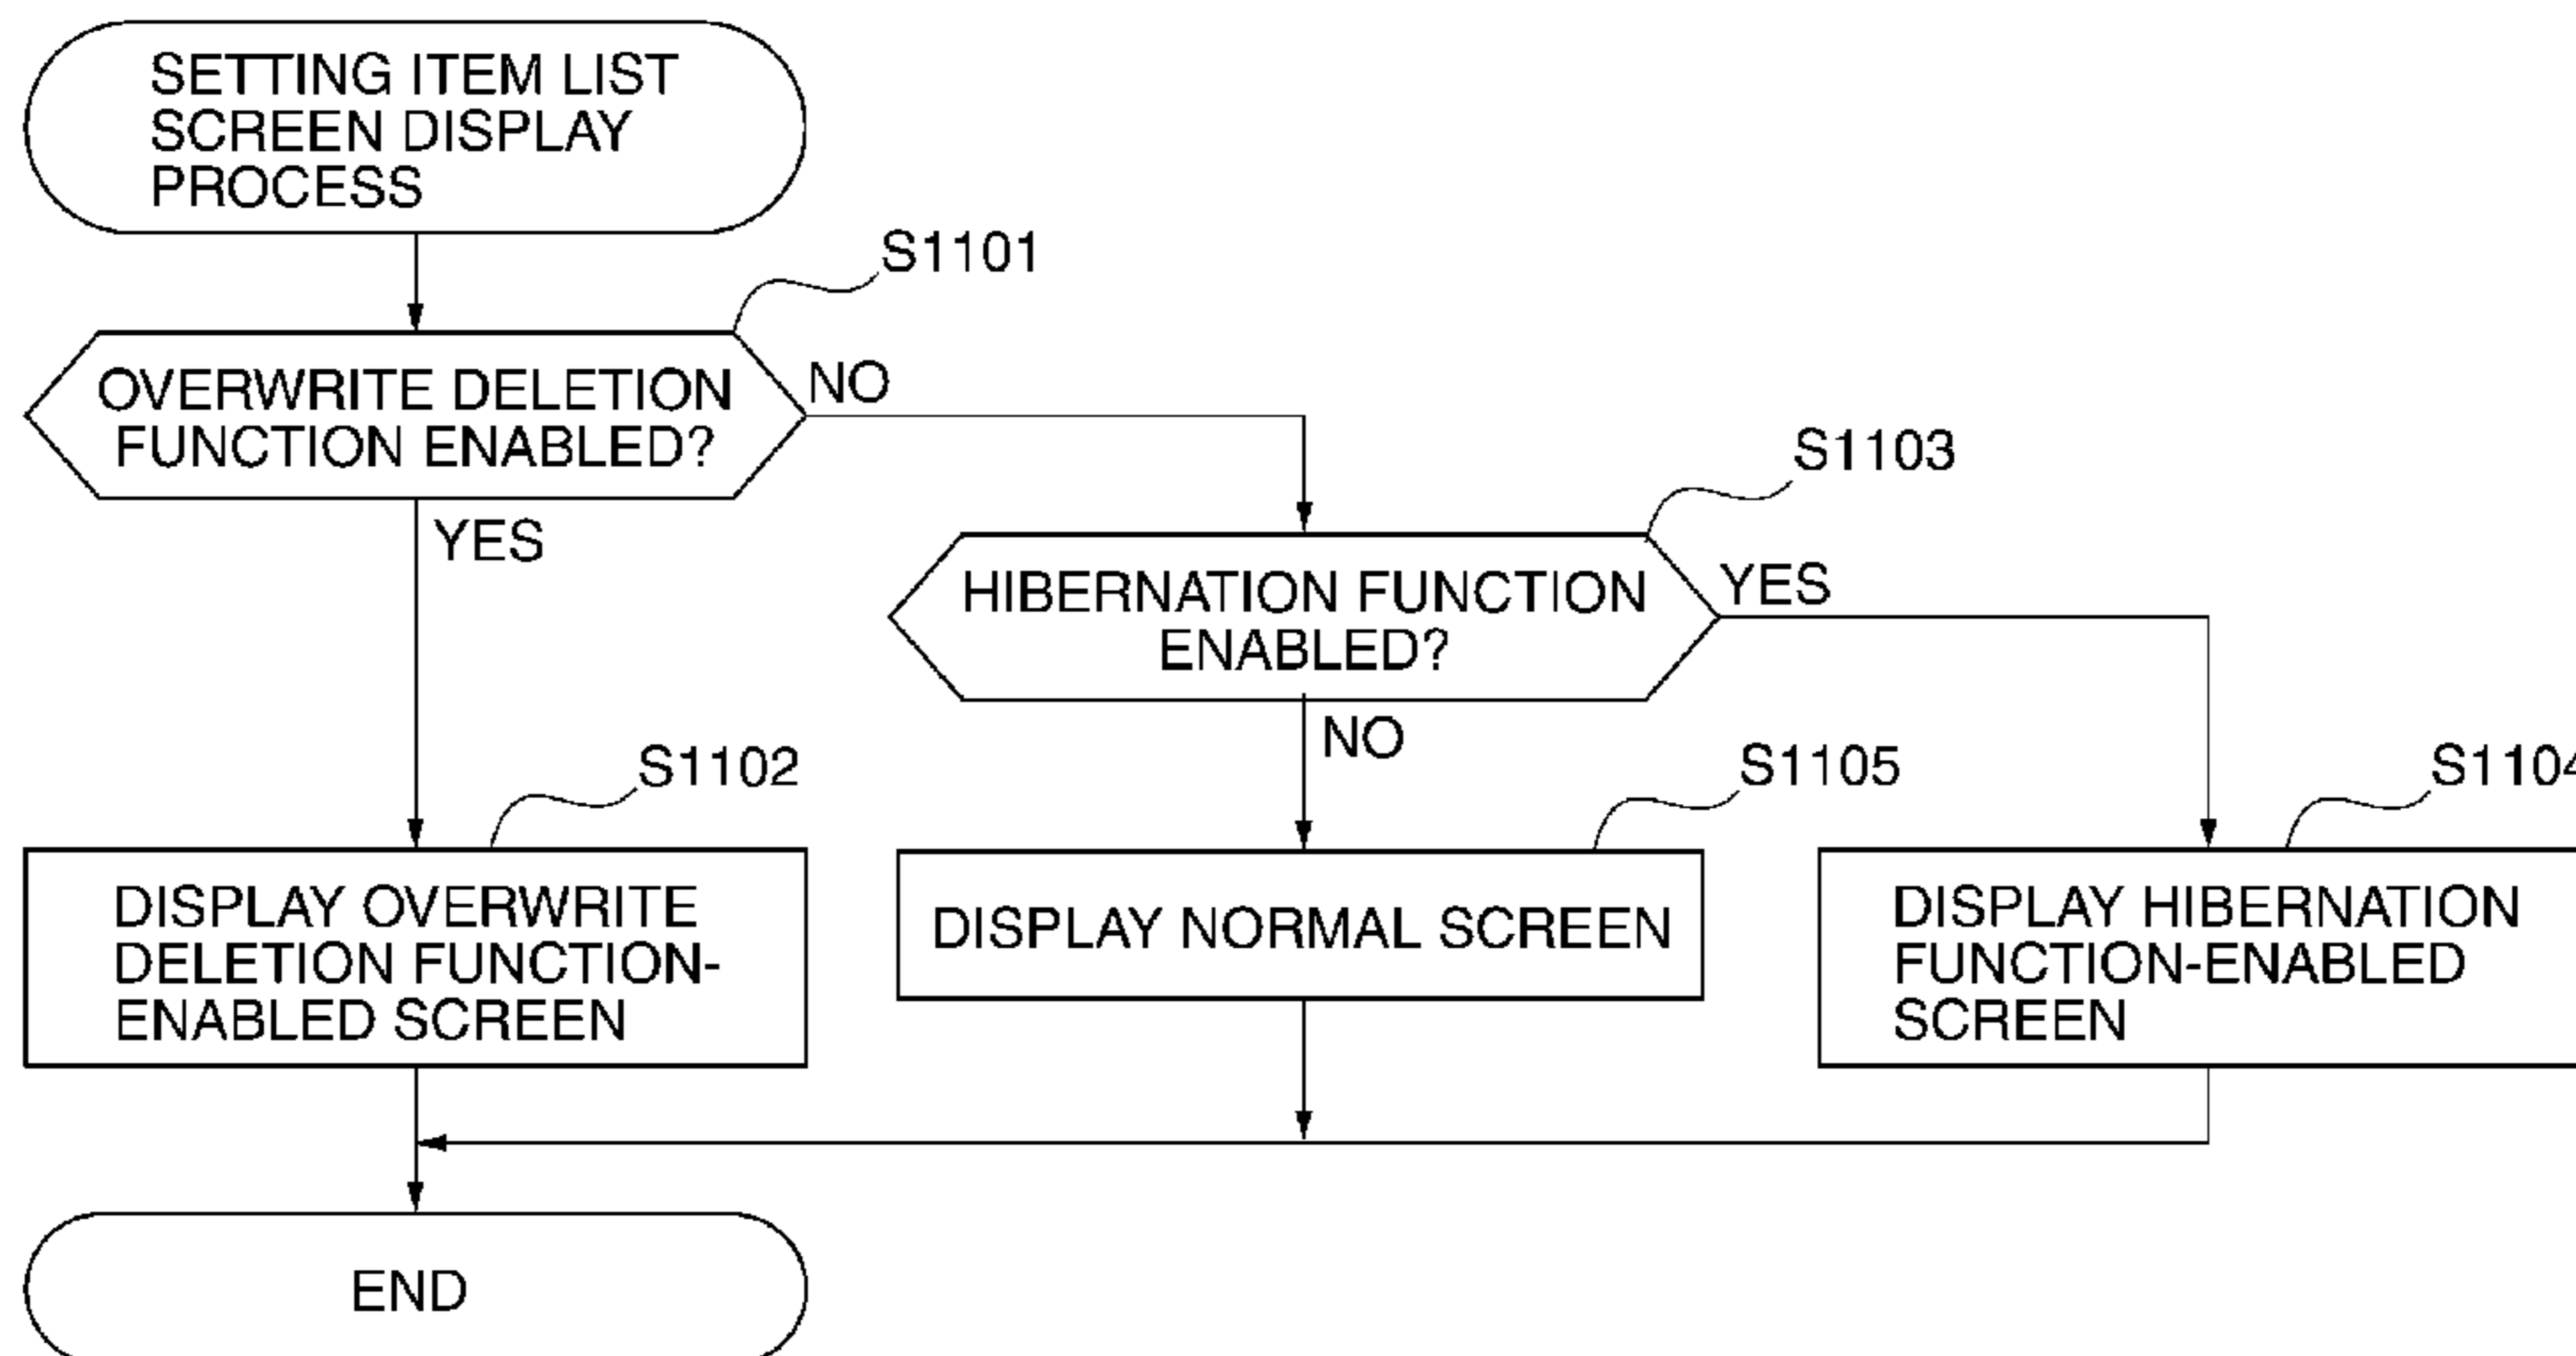 SETTING ITEM LIST
SCREEN DISPLAY
PROCESS
S1101
OVERWRITE DELETION
FUNCTION ENABLED?
NO
YES
S1103
HIBERNATION FUNCTION
ENABLED?
YES
NO
S1102
DISPLAY OVERWRITE
DELETION FUNCTION-
ENABLED SCREEN
S1105
DISPLAY NORMAL SCREEN
S1104
DISPLAY HIBERNATION
FUNCTION-ENABLED
SCREEN
END